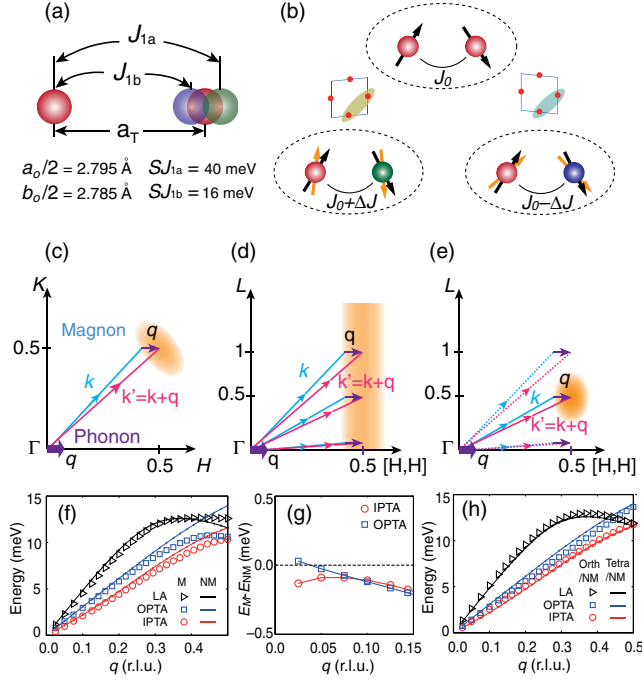 (a)
J1a
J1b
aT
ao/2 = 2.795 Å SJ1a = 40 meV
bo/2 = 2.785 Å SJ1b = 16 meV
(b)
J0
J0+ΔJ
J0−ΔJ
(c)
K
Magnon
q
0.5
k
k'=k+q
Γ
Phonon
q
0.5
H
(d)
L
q
1
k
k'=k+q
0.5
Γ
q
0.5
[H,H]
(e)
L
1
q
0.5
k
k'=k+q
Γ
q
0.5
[H,H]
(f)
Energy (meV)
15
10
5
0
M NM
LA
OPTA
IPTA
0.0 0.1 0.2 0.3 0.4
q (r.l.u.)
(g)
EM-ENM (meV)
0.5
0.0
−0.5
IPTA
OPTA
0.00 0.05 0.10 0.15
q (r.l.u.)
(h)
Energy (meV)
15
10
5
0
Orth Tetra
/NM /NM
LA
OPTA
IPTA
0.0 0.1 0.2 0.3 0.4 0.5
q (r.l.u.)